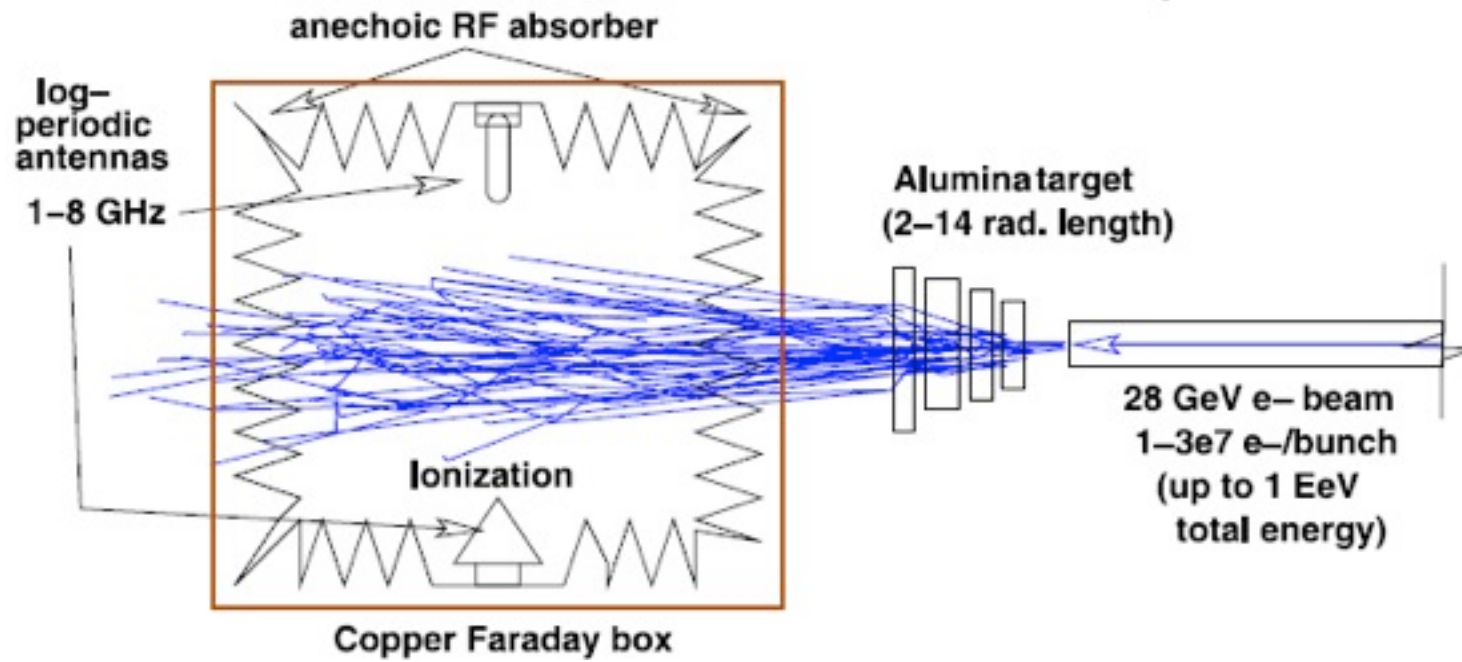 anechoic RF absorber
log–
periodic
antennas
1–8 GHz
Alumina target
(2–14 rad. length)
28 GeV e– beam
1–3e7 e–/bunch
(up to 1 EeV
total energy)
Ionization
Copper Faraday box